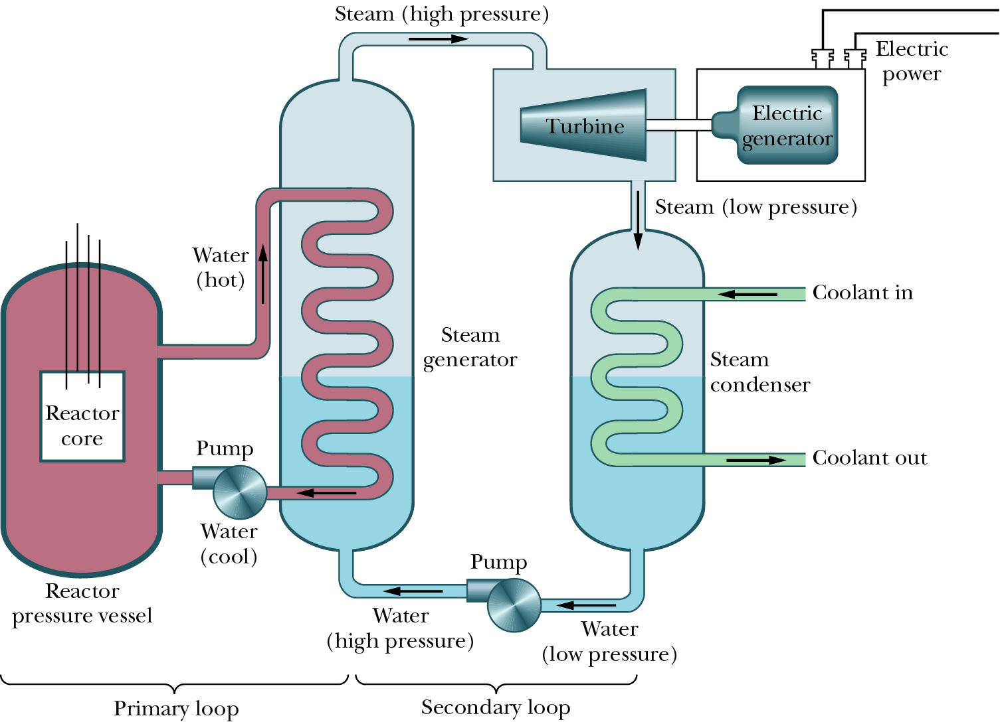 Steam (high pressure)
Electric
power
Turbine
Electric
generator
Steam (low pressure)
Water
(hot)
Coolant in
Steam
generator
Steam
condenser
Reactor
core
Pump
Coolant out
Water
(cool)
Pump
Reactor
pressure vessel
Water
(high pressure)
Water
(low pressure)
Primary loop
Secondary loop